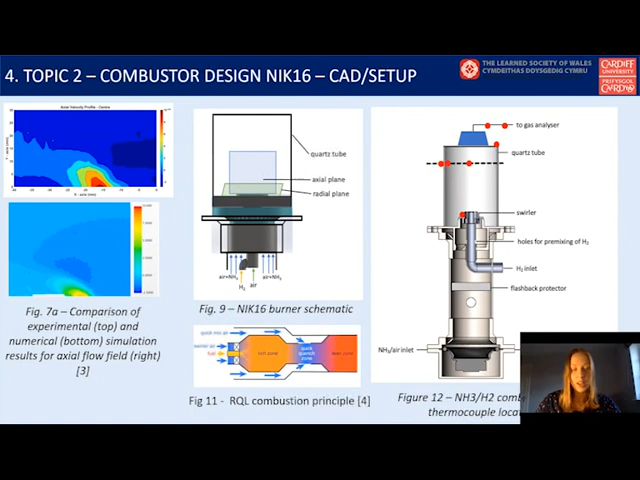 4. TOPIC 2 – COMBUSTOR DESIGN NIK16 – CAD/SETUP
THE LEARNED SOCIETY OF WALES
CYMDEITHAS DDYSGEDIG CYMRU
CARDIFF
UNIVERSITY
PRIFYSGOL
CAERDYDD
Axial Velocity Profile - Centre
Fig. 7a – Comparison of
experimental (top) and
numerical (bottom) simulation
results for axial flow field (right)
[3]
quartz tube
axial plane
radial plane
air+NH₃
air+NH₃
H₂
air
Fig. 9 – NIK16 burner schematic
quick mix air
fuel
rich zone
quick
quench
zone
lean zone
Fig 11 - RQL combustion principle [4]
to gas analyser
quartz tube
swirler
holes for premixing of H₂
H₂ inlet
flashback protector
NH₃/air inlet
Figure 12 – NH3/H2
thermocouple